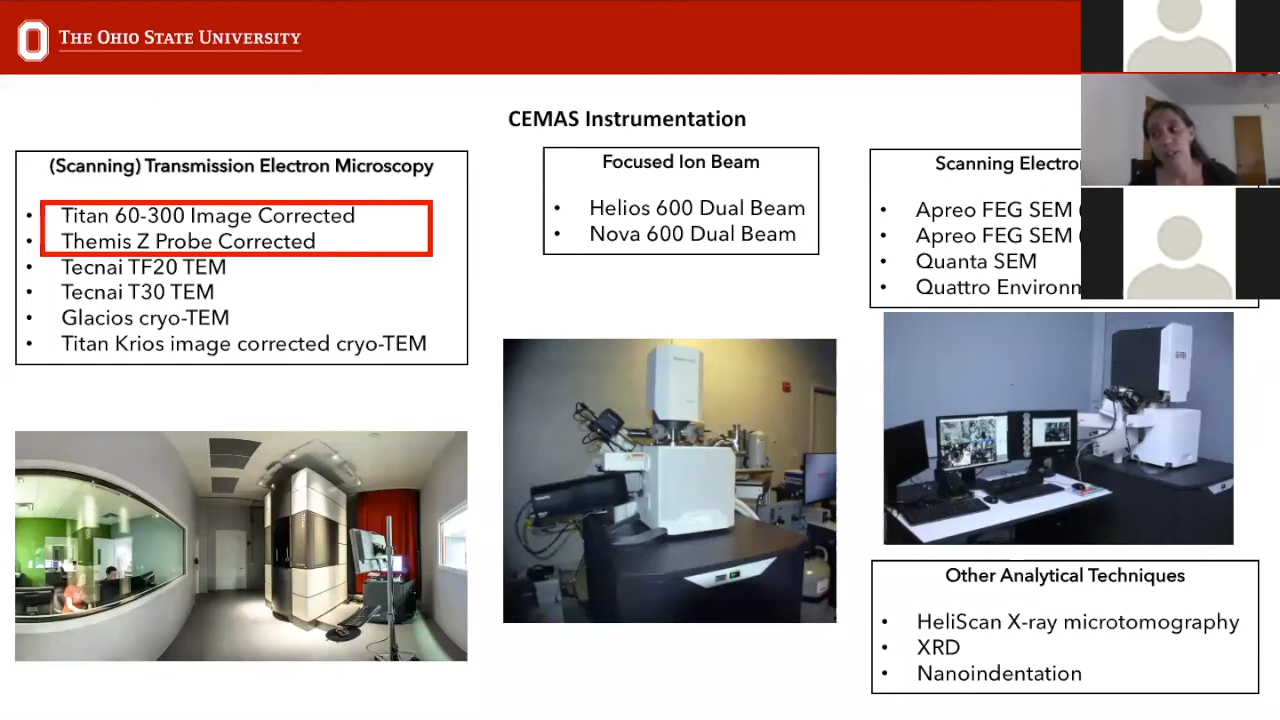 THE OHIO STATE UNIVERSITY
CEMAS Instrumentation
(Scanning) Transmission Electron Microscopy
• Titan 60-300 Image Corrected
• Themis Z Probe Corrected
• Tecnai TF20 TEM
• Tecnai T30 TEM
• Glacios cryo-TEM
• Titan Krios image corrected cryo-TEM
Focused Ion Beam
• Helios 600 Dual Beam
• Nova 600 Dual Beam
Scanning Electro
• Apreo FEG SEM (
• Apreo FEG SEM (
• Quanta SEM
• Quattro Environ
Other Analytical Techniques
• HeliScan X-ray microtomography
• XRD
• Nanoindentation